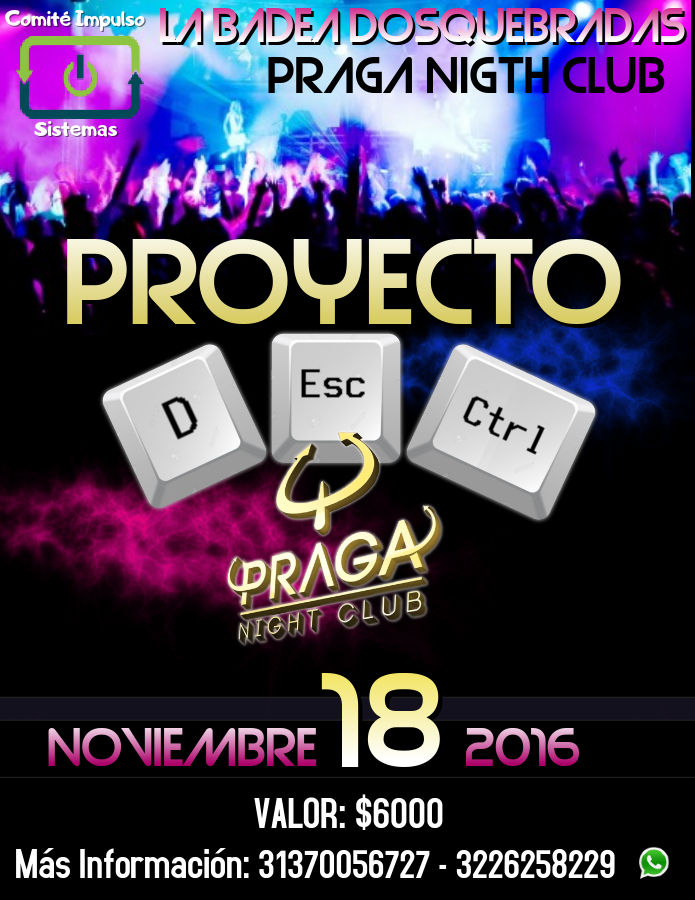 Comité Impulso
Sistemas
LA BADEA DOSQUEBRADAS
PRAGA NIGTH CLUB
PROYECTO
D
Esc
Ctrl
PRAGA
NIGHT CLUB
NOVIEMBRE 18 2016
VALOR: $6000
Más Información: 31370056727 - 3226258229